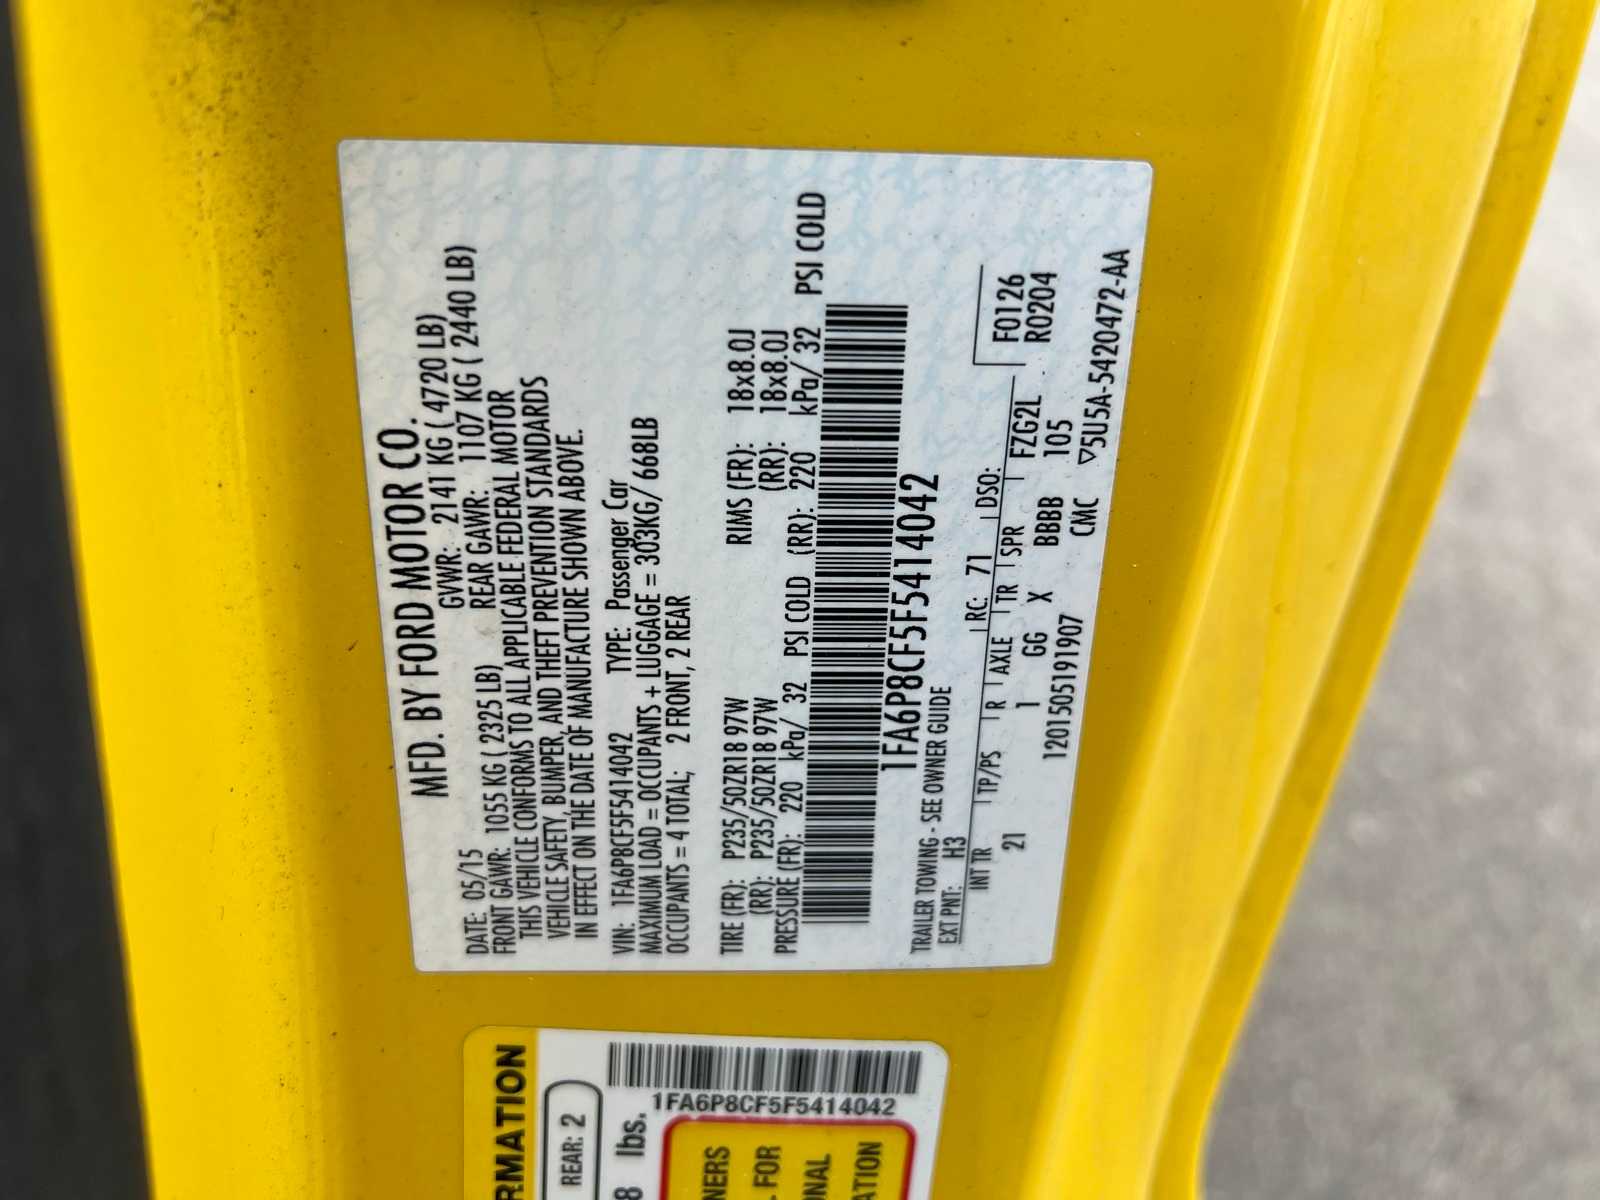 MFD. BY FORD MOTOR CO.
DATE: 05/15 GVWR: 2141 KG ( 4720 LB)
FRONT GAWR: 1055 KG ( 2325 LB) REAR GAWR: 1107 KG ( 2440 LB)
THIS VEHICLE CONFORMS TO ALL APPLICABLE FEDERAL MOTOR
VEHICLE SAFETY, BUMPER, AND THEFT PREVENTION STANDARDS
IN EFFECT ON THE DATE OF MANUFACTURE SHOWN ABOVE.
VIN: 1FA6P8CF5F5414042 TYPE: Passenger Car
MAXIMUM LOAD = OCCUPANTS + LUGGAGE = 303KG/ 668LB
OCCUPANTS = 4 TOTAL; 2 FRONT, 2 REAR
TIRE (FR): P235/50ZR18 97W RIMS (FR): 18x8.0J
(RR): P235/50ZR18 97W (RR): 18x8.0J
PRESSURE (FR): 220 kPa/ 32 PSI COLD (RR): 220 kPa/ 32 PSI COLD
1FA6P8CF5F5414042
TRAILER TOWING - SEE OWNER GUIDE
EXT PNT: H3 RC: 71 DSO:
INT TR TP/PS R AXLE TR SPR FZG2L F0126
21 1 GG X BBBB 105 R0204
1201505191907 CMC ▽5U5A-5420472-AA
RMATION
REAR: 2
8 lbs.
1FA6P8CF5F5414042
NERS
FOR
ONAL
ATION